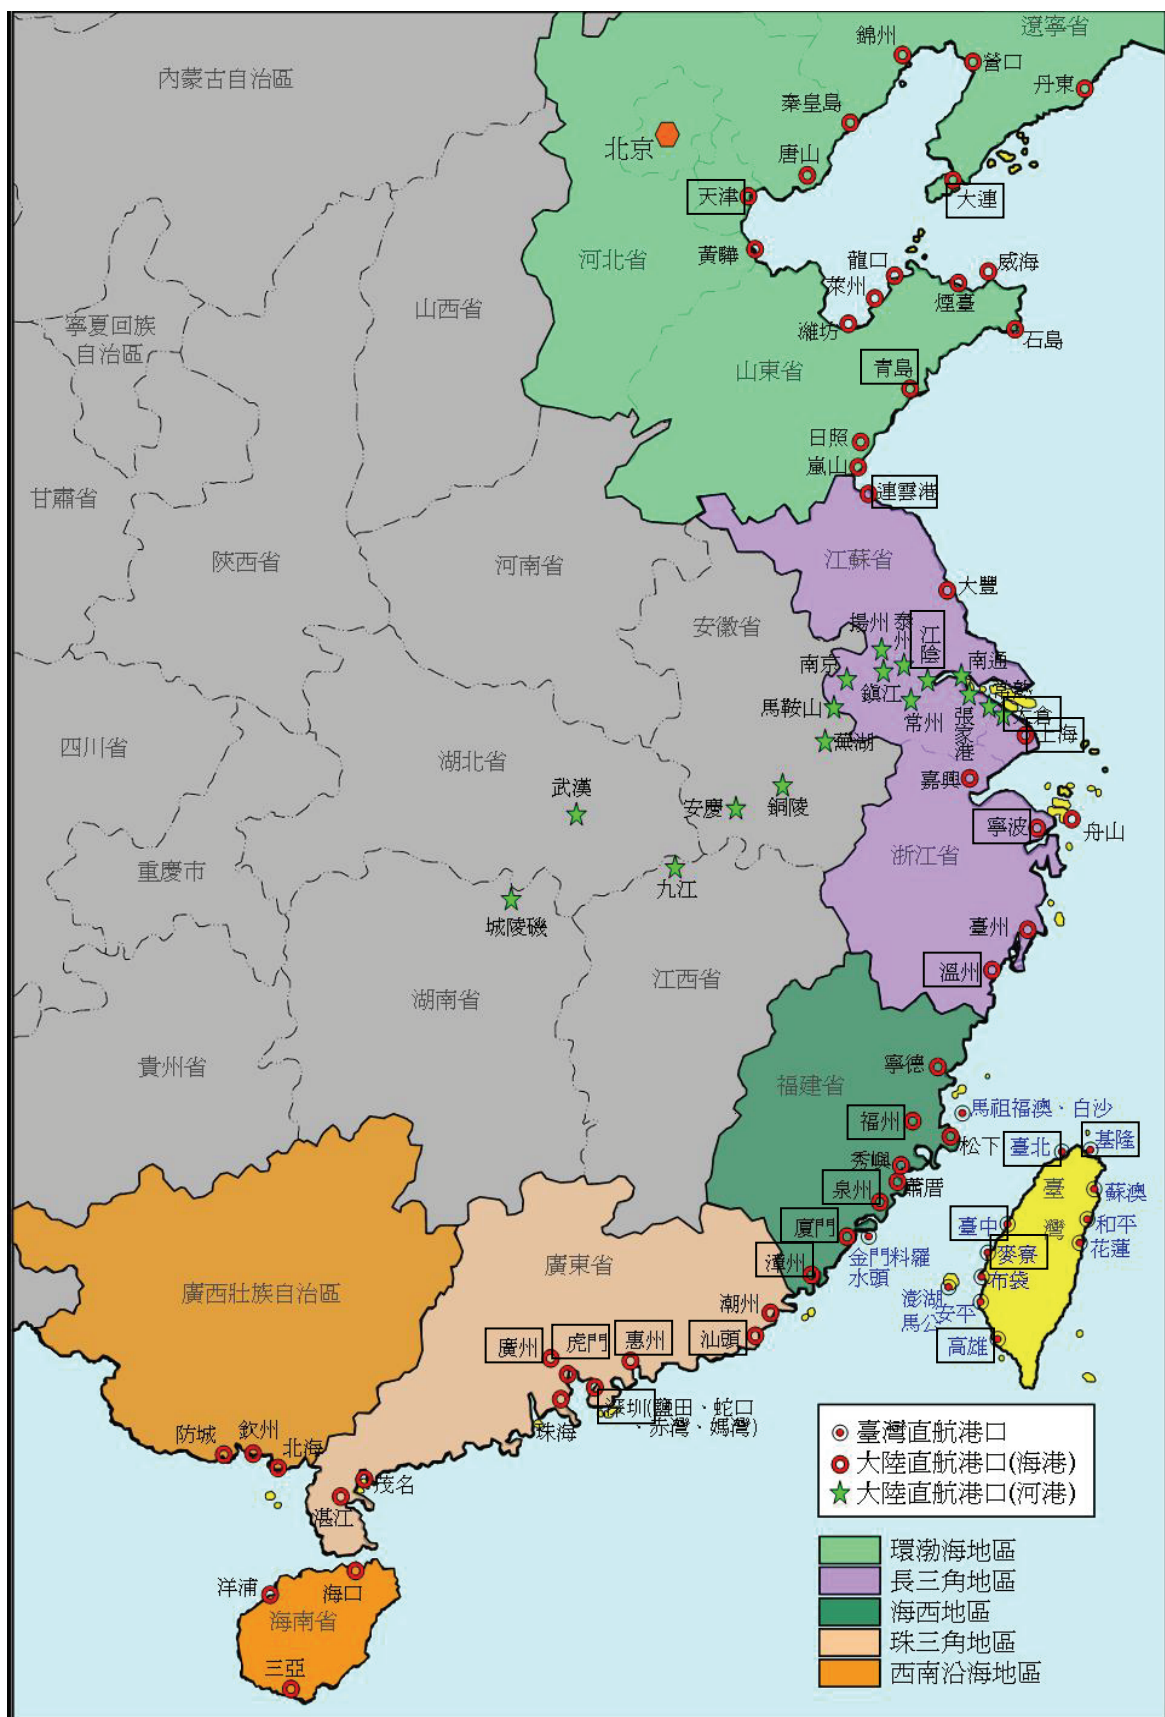 遼寧省
錦州
營口
內蒙古自治區
丹東
秦皇島
北京
唐山
天津
大連
黃驊
河北省
龍口
威海
萊州
煙臺
山西省
濰坊
石島
寧夏回族
自治區
山東省
青島
日照
嵐山
連雲港
甘肅省
陝西省
河南省
江蘇省
大豐
安徽省
揚州
泰州
江陰
南京
鎮江
南通
常熟
馬鞍山
常州
張家港
太倉
上海
四川省
湖北省
蕪湖
嘉興
武漢
安慶
銅陵
寧波
舟山
浙江省
重慶市
九江
城陵磯
臺州
溫州
江西省
湖南省
貴州省
寧德
福建省
馬祖福澳、白沙
福州
松下
臺北
基隆
秀嶼
蕭厝
泉州
臺灣
蘇澳
廈門
臺中
和平
花蓮
金門料羅
水頭
麥寮
漳州
布袋
廣東省
廣西壯族自治區
澎湖
馬公
安平
潮州
汕頭
高雄
廣州
虎門
惠州
深圳(鹽田、蛇口
、赤灣、媽灣)
珠海
防城
欽州
北海
茂名
湛江
洋浦
海口
海南省
三亞
臺灣直航港口
大陸直航港口(海港)
大陸直航港口(河港)
環渤海地區
長三角地區
海西地區
珠三角地區
西南沿海地區